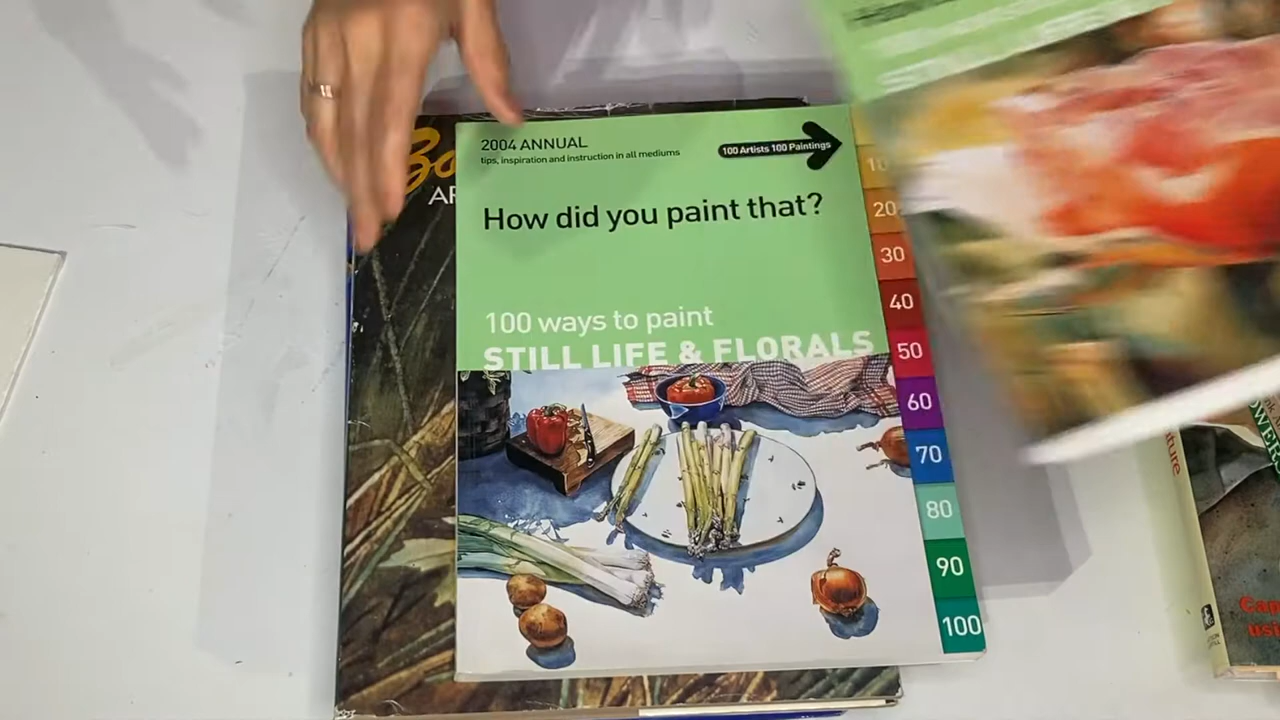 2004 ANNUAL
tips, inspiration and instruction in all mediums
100 Artists 100 Paintings
How did you paint that?
100 ways to paint
STILL LIFE & FLORALS
10
20
30
40
50
60
70
80
90
100